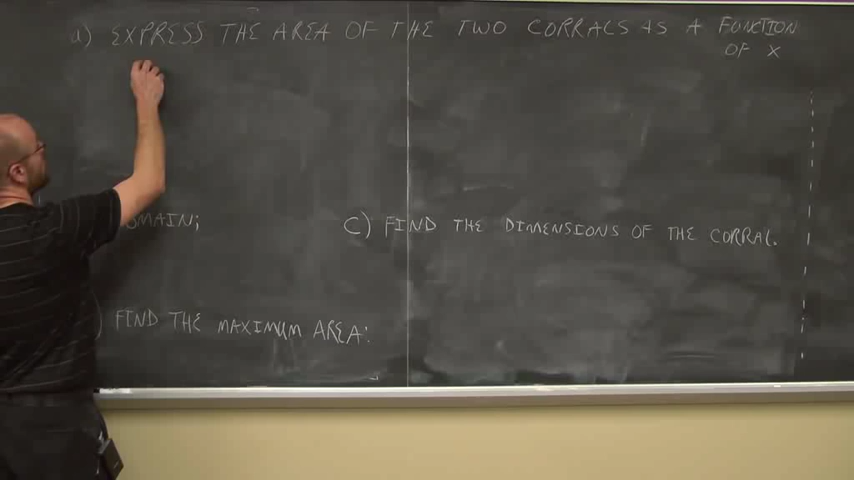 a) EXPRESS THE AREA OF THE TWO CORRALS AS A FUNCTION
OF X
DOMAIN;
C) FIND THE DIMENSIONS OF THE CORRAL.
) FIND THE MAXIMUM AREA: